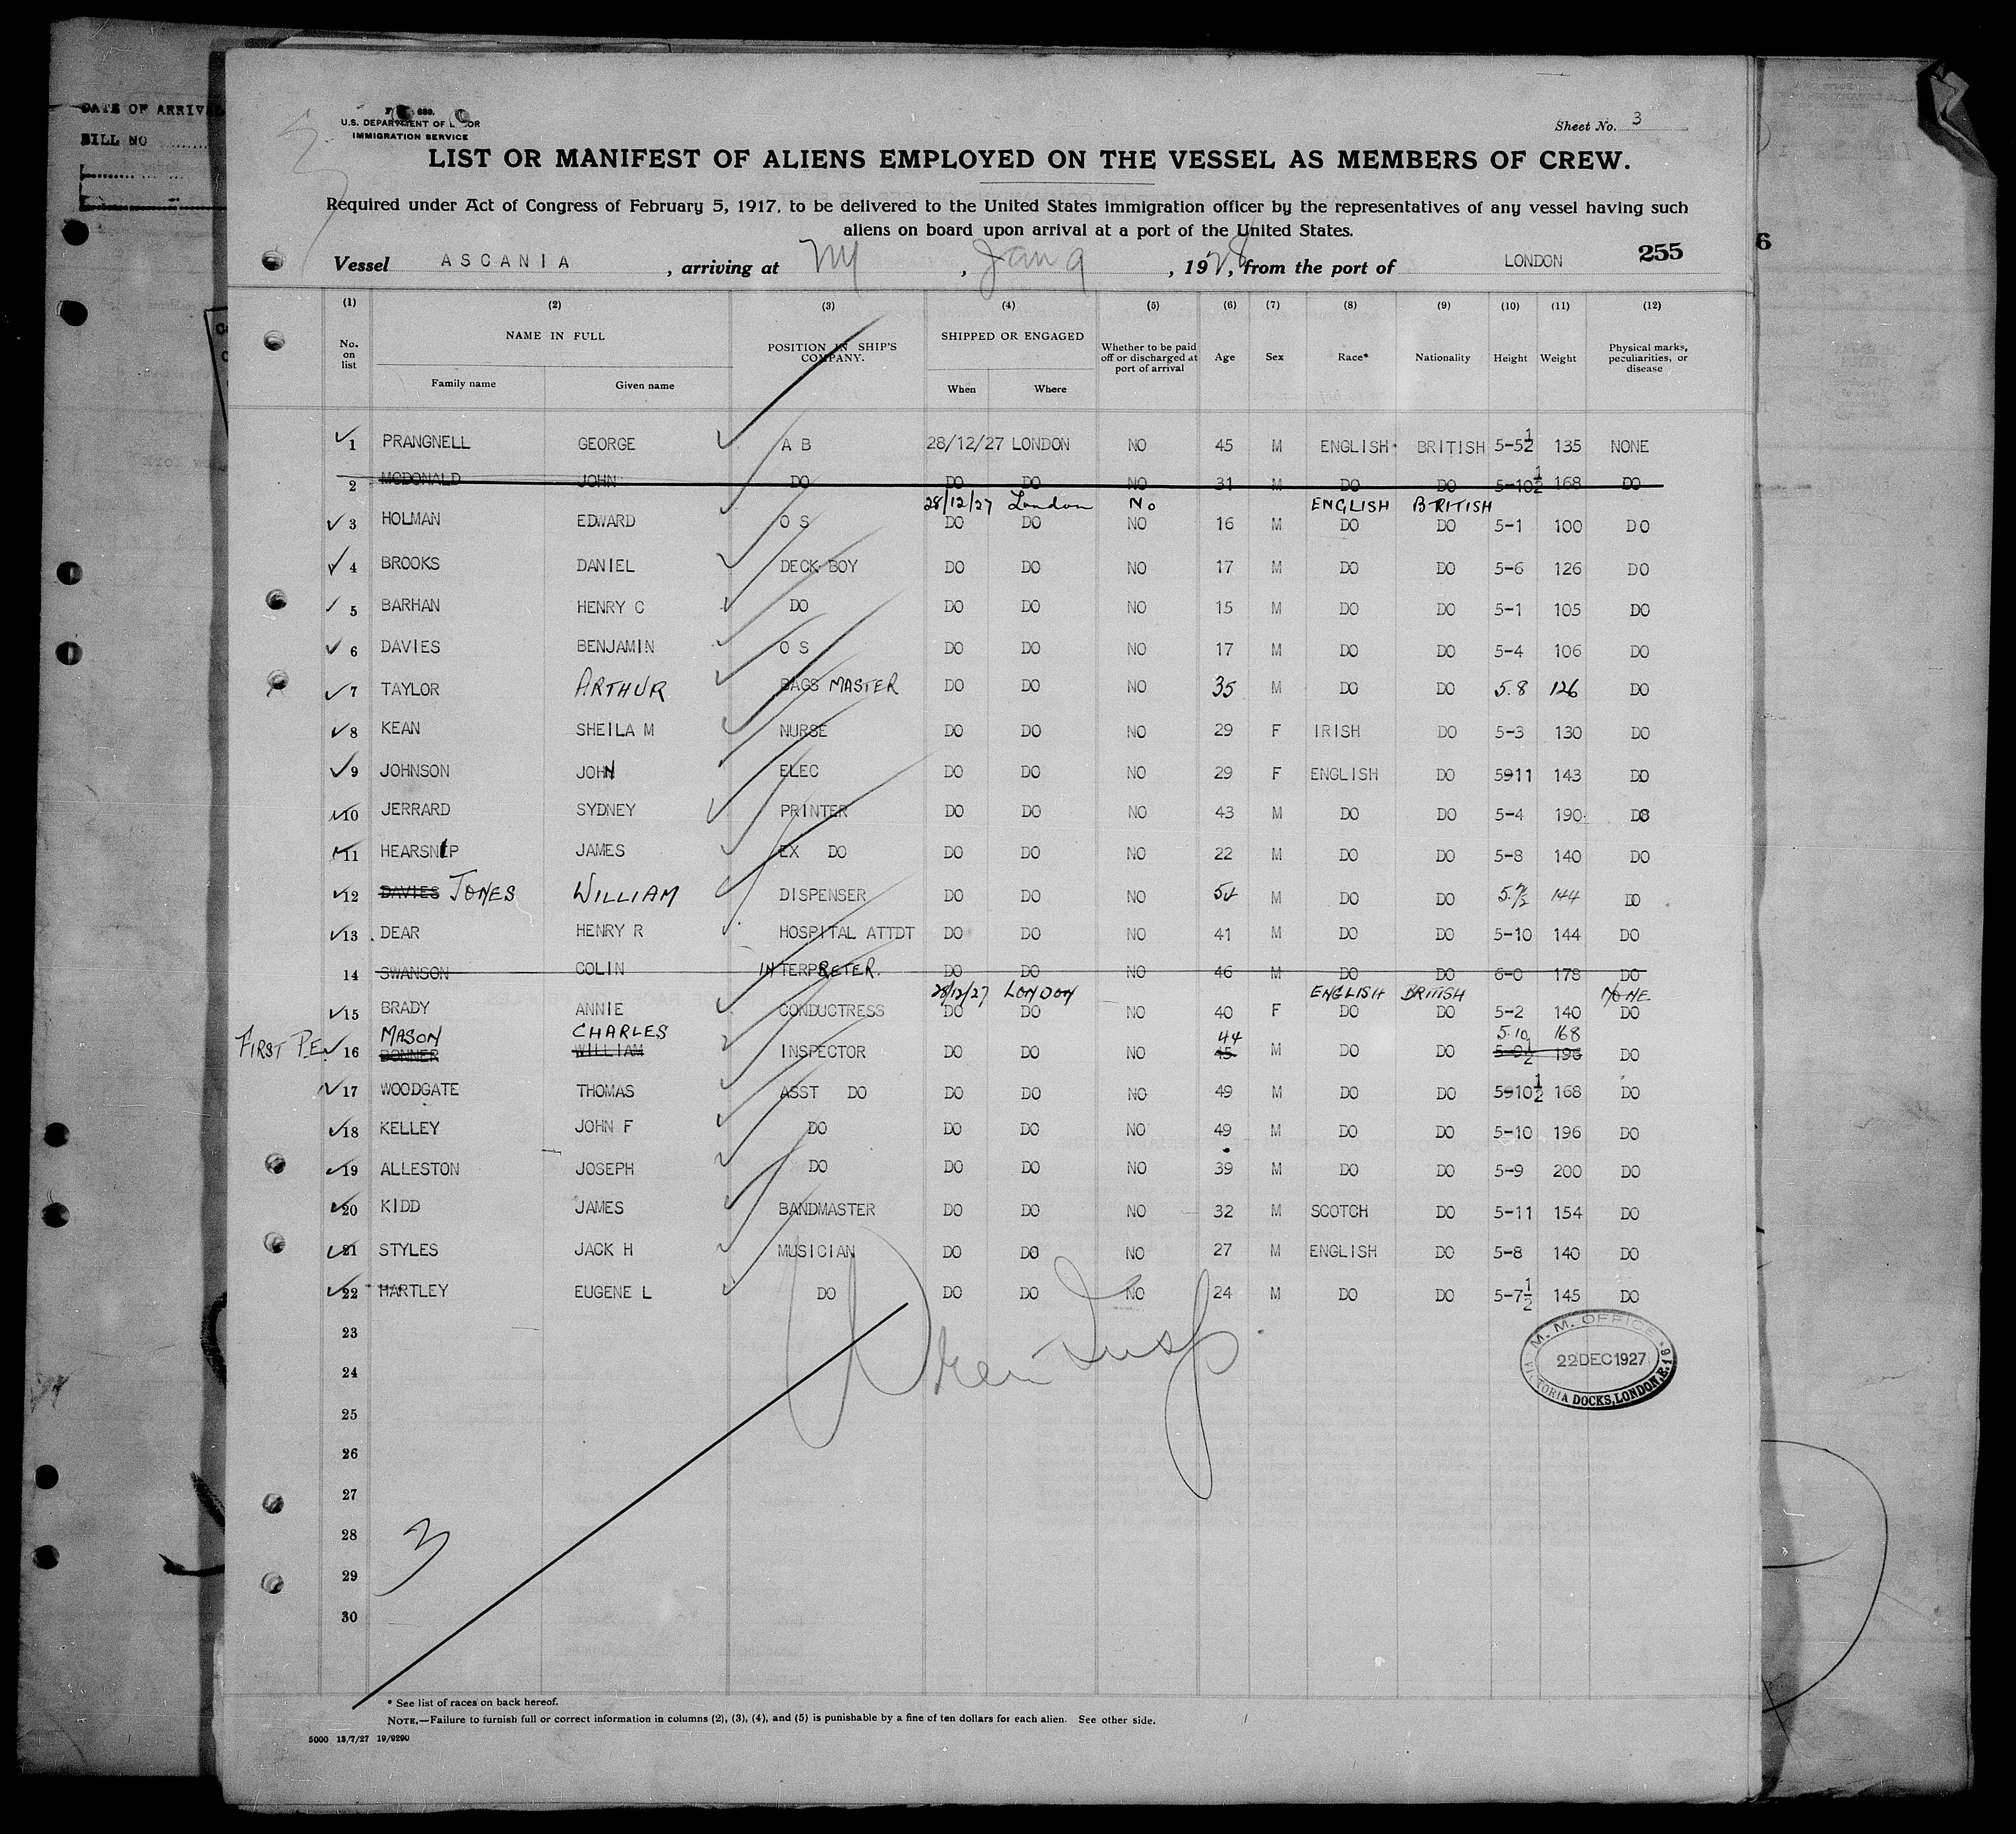 DATE OF ARRIVAL
BILL NO
U.S. DEPARTMENT OF LABOR
IMMIGRATION SERVICE
Sheet No. 3
LIST OR MANIFEST OF ALIENS EMPLOYED ON THE VESSEL AS MEMBERS OF CREW.
Required under Act of Congress of February 5, 1917, to be delivered to the United States immigration officer by the representatives of any vessel having such
aliens on board upon arrival at a port of the United States.
Vessel ASCANIA, arriving at NY, Jan 9, 1928, from the port of LONDON 255
(1) (2) (3) (4) (5) (6) (7) (8) (9) (10) (11) (12)
No. on list NAME IN FULL POSITION IN SHIP'S COMPANY. SHIPPED OR ENGAGED Whether to be paid off or discharged at port of arrival Age Sex Race* Nationality Height Weight Physical marks, peculiarities, or disease
Family name Given name When Where
1 PRANGNELL GEORGE A B 28/12/27 LONDON NO 45 M ENGLISH BRITISH 5-5½ 135 NONE
2 MCDONALD JOHN DO DO DO NO 31 M DO DO 5-10½ 168 DO
28/12/27 London No ENGLISH BRITISH
3 HOLMAN EDWARD O S DO DO NO 16 M DO DO 5-1 100 DO
4 BROOKS DANIEL DECK BOY DO DO NO 17 M DO DO 5-6 126 DO
5 BARHAN HENRY C DO DO DO NO 15 M DO DO 5-1 105 DO
6 DAVIES BENJAMIN O S DO DO NO 17 M DO DO 5-4 106 DO
7 TAYLOR ARTHUR BAGS MASTER DO DO NO 35 M DO DO 5.8 126 DO
8 KEAN SHEILA M NURSE DO DO NO 29 F IRISH DO 5-3 130 DO
9 JOHNSON JOHN ELEC DO DO NO 29 F ENGLISH DO 5911 143 DO
10 JERRARD SYDNEY PRINTER DO DO NO 43 M DO DO 5-4 190 DO
11 HEARSNIP JAMES EX DO DO DO NO 22 M DO DO 5-8 140 DO
12 DAVIES JONES WILLIAM DISPENSER DO DO NO M DO DO 144 DO
13 DEAR HENRY R HOSPITAL ATTDT DO DO NO 41 M DO DO 5-10 144 DO
14 SWANSON COLIN INTERPRETER. DO DO NO 46 M DO DO 6-0 178 DO
28/12/27 LONDON ENGLISH BRITISH NONE
15 BRADY ANNIE CONDUCTRESS DO DO NO 40 F DO DO 5-2 140 DO
MASON CHARLES 44 5.10 168
FIRST P.E. 16 BONNER WILLIAM INSPECTOR DO DO NO 45 M DO DO 5-0½ 196 DO
17 WOODGATE THOMAS ASST DO DO DO NO 49 M DO DO 5910½ 168 DO
18 KELLEY JOHN F DO DO DO NO 49 M DO DO 5-10 196 DO
19 ALLESTON JOSEPH DO DO DO NO 39 M DO DO 5-9 200 DO
20 KIDD JAMES BANDMASTER DO DO NO 32 M SCOTCH DO 5-11 154 DO
21 STYLES JACK H MUSICIAN DO DO NO 27 M ENGLISH DO 5-8 140 DO
22 HARTLEY EUGENE L DO DO DO NO 24 M DO DO 5-7½ 145 DO
23
24
25
26
27
28
29
30
3
M. M. OFFICE
22 DEC 1927
VICTORIA DOCKS, LONDON, E.16
* See list of races on back hereof.
NOTE.—Failure to furnish full or correct information in columns (2), (3), (4), and (5) is punishable by a fine of ten dollars for each alien. See other side.
5000 13/7/27 19/9290
6